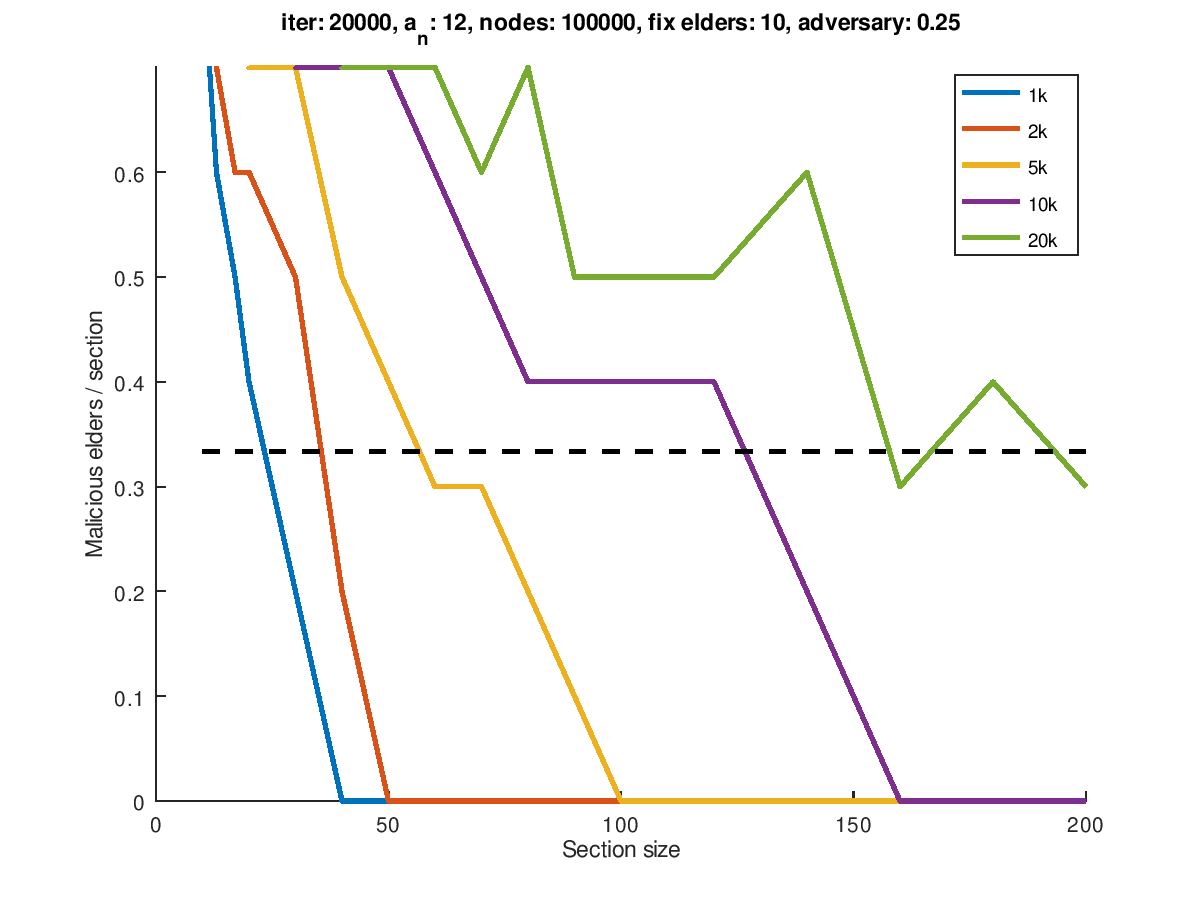 iter: 20000, an: 12, nodes: 100000, fix elders: 10, adversary: 0.25
1k
2k
5k
10k
20k
Malicious elders / section
0.6
0.5
0.4
0.3
0.2
0.1
0
0 50 100 150 200
Section size